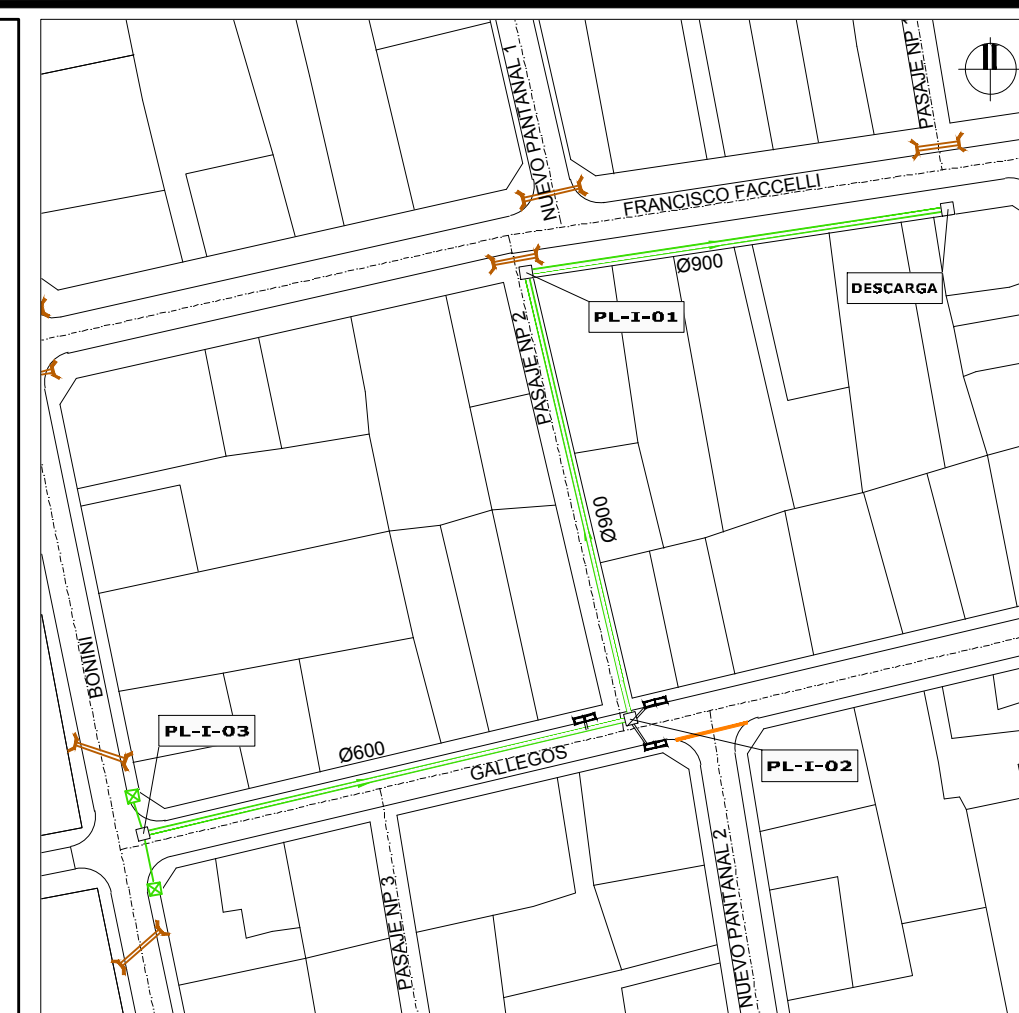 NUEVO PANTANAL 1
PASAJE NP
FRANCISCO FACCELLI
Ø900
DESCARGA
PL-I-01
PASAJE NP 2
Ø900
BONINI
PL-I-03
Ø600
GALLEGOS
PL-I-02
PASAJE NP 3
NUEVO PANTANAL 2